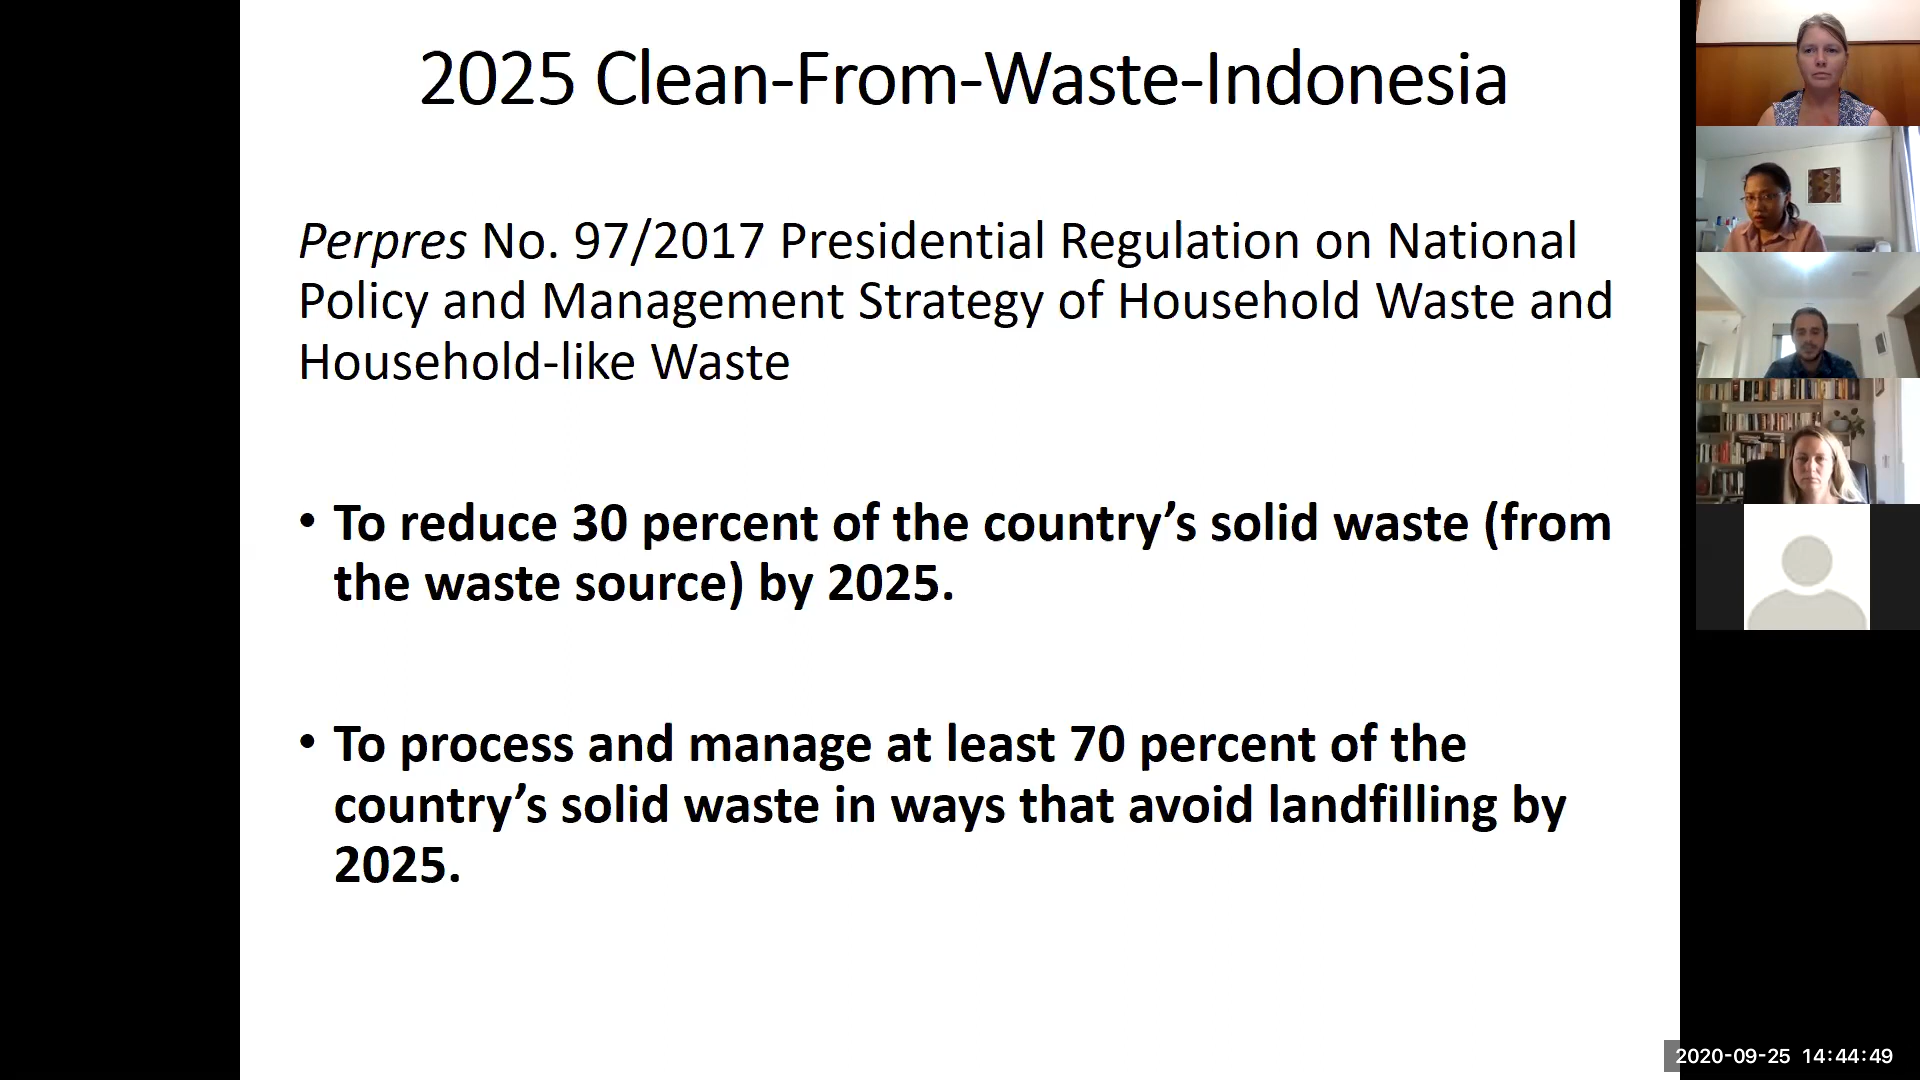 2025 Clean-From-Waste-Indonesia
Perpres No. 97/2017 Presidential Regulation on National
Policy and Management Strategy of Household Waste and
Household-like Waste
• To reduce 30 percent of the country’s solid waste (from
the waste source) by 2025.
• To process and manage at least 70 percent of the
country’s solid waste in ways that avoid landfilling by
2025.
2020-09-25 14:44:49